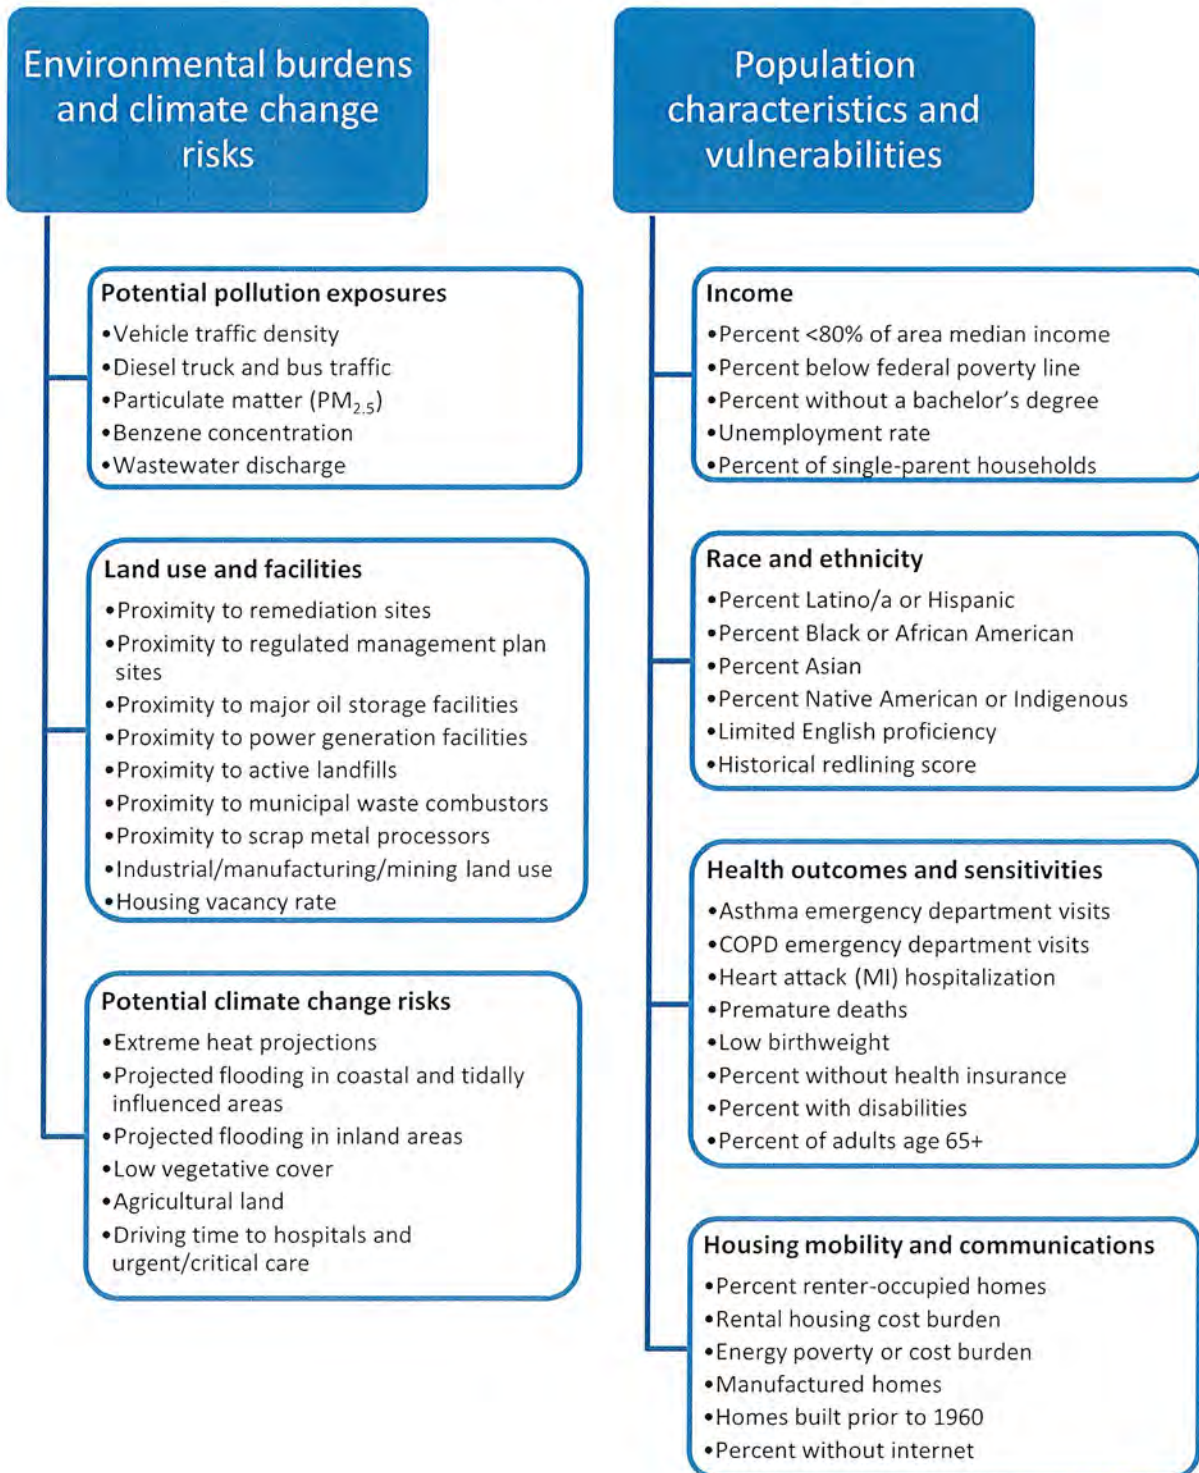 Environmental burdens
and climate change
risks
Potential pollution exposures
•Vehicle traffic density
•Diesel truck and bus traffic
•Particulate matter (PM2.5)
•Benzene concentration
•Wastewater discharge
Land use and facilities
•Proximity to remediation sites
•Proximity to regulated management plan
sites
•Proximity to major oil storage facilities
•Proximity to power generation facilities
•Proximity to active landfills
•Proximity to municipal waste combustors
•Proximity to scrap metal processors
•Industrial/manufacturing/mining land use
•Housing vacancy rate
Potential climate change risks
•Extreme heat projections
•Projected flooding in coastal and tidally
influenced areas
•Projected flooding in inland areas
•Low vegetative cover
•Agricultural land
•Driving time to hospitals and
urgent/critical care
Population
characteristics and
vulnerabilities
Income
•Percent <80% of area median income
•Percent below federal poverty line
•Percent without a bachelor's degree
•Unemployment rate
•Percent of single-parent households
Race and ethnicity
•Percent Latino/a or Hispanic
•Percent Black or African American
•Percent Asian
•Percent Native American or Indigenous
•Limited English proficiency
•Historical redlining score
Health outcomes and sensitivities
•Asthma emergency department visits
•COPD emergency department visits
•Heart attack (MI) hospitalization
•Premature deaths
•Low birthweight
•Percent without health insurance
•Percent with disabilities
•Percent of adults age 65+
Housing mobility and communications
•Percent renter-occupied homes
•Rental housing cost burden
•Energy poverty or cost burden
•Manufactured homes
•Homes built prior to 1960
•Percent without internet